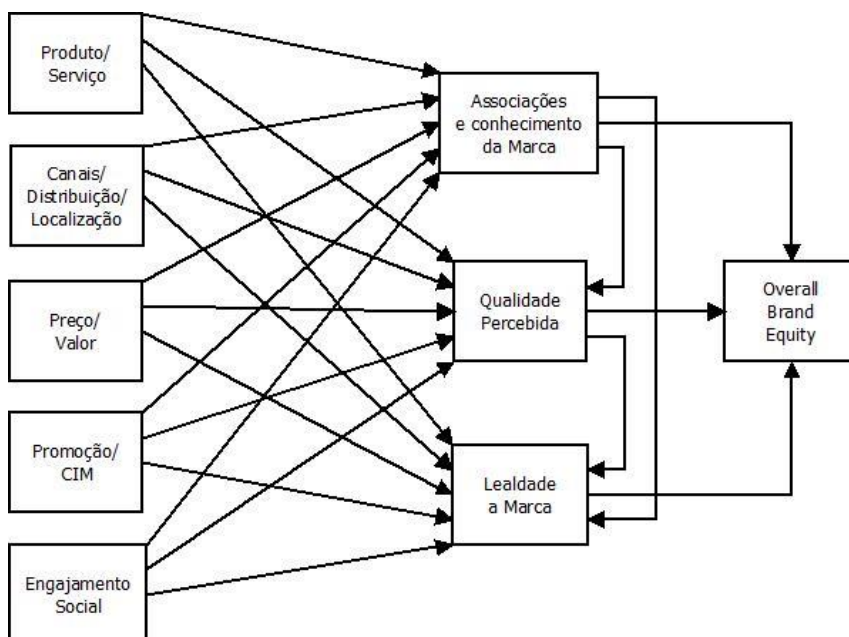 Produto/
Serviço
Canais/
Distribuição/
Localização
Preço/
Valor
Promoção/
CIM
Engajamento
Social
Associações
e conhecimento
da Marca
Qualidade
Percebida
Lealdade
a Marca
Overall
Brand
Equity